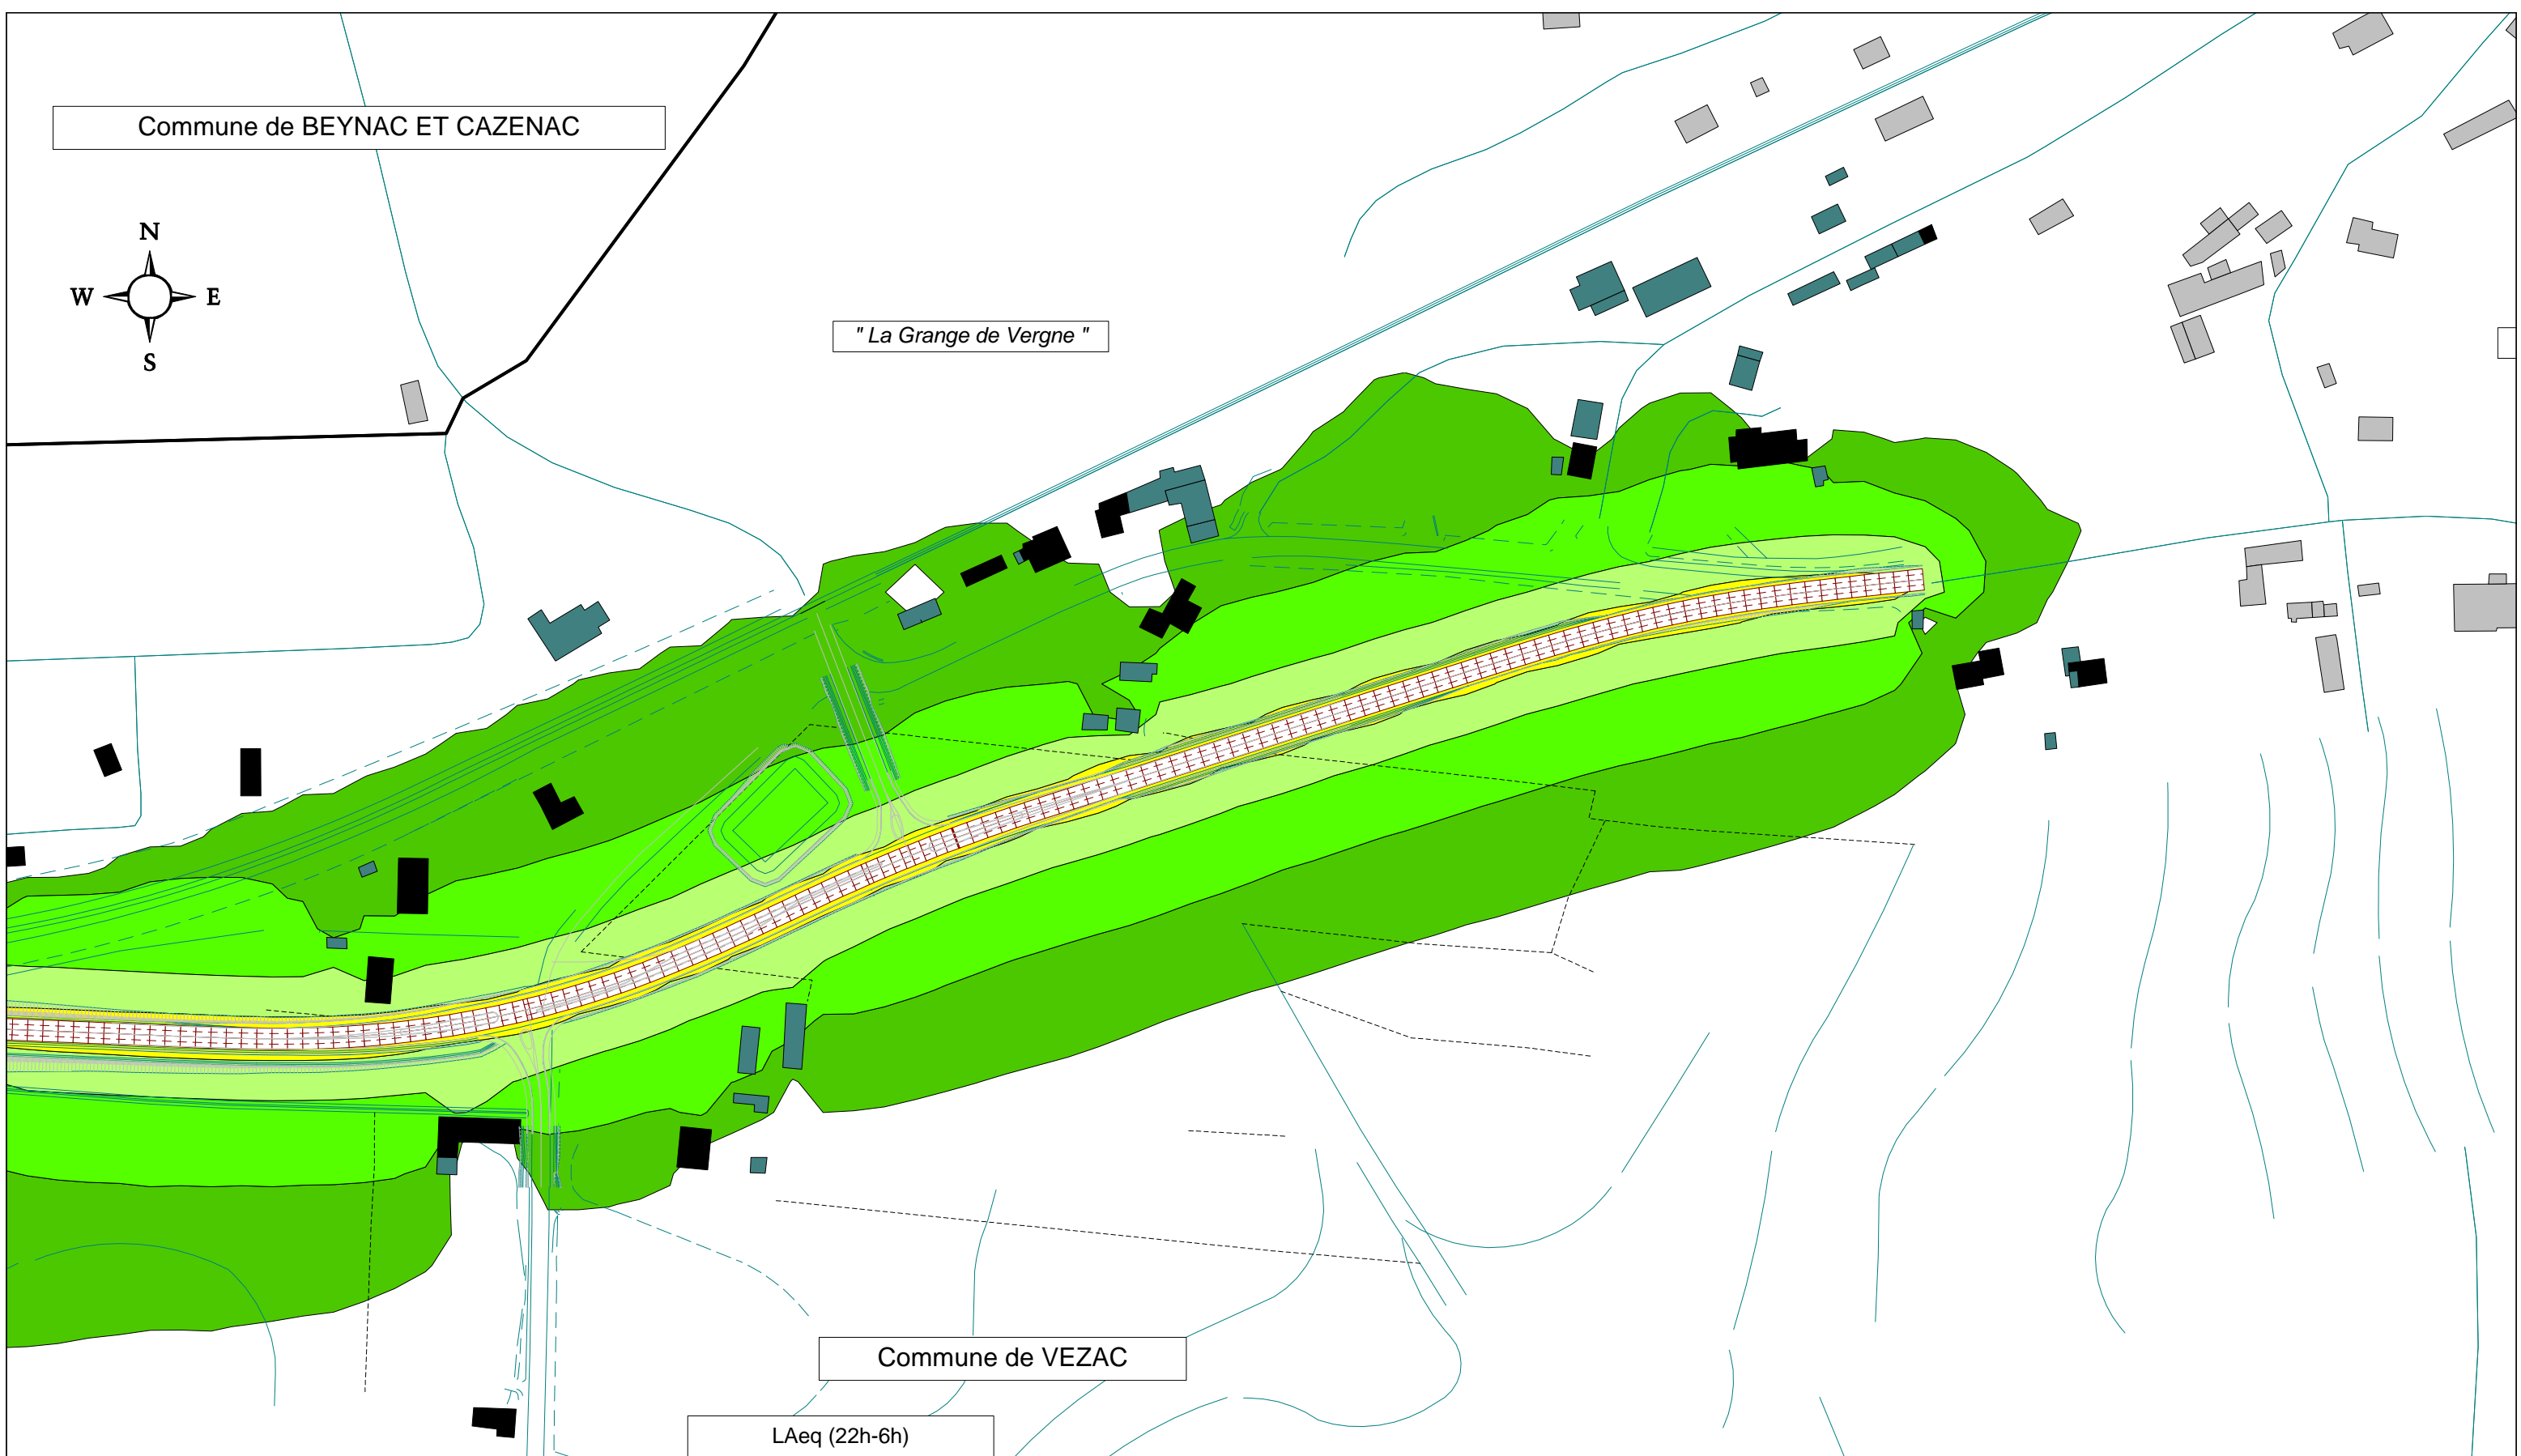 Commune de BEYNAC ET CAZENAC
N
W E
S
" La Grange de Vergne "
Commune de VEZAC
LAeq (22h-6h)